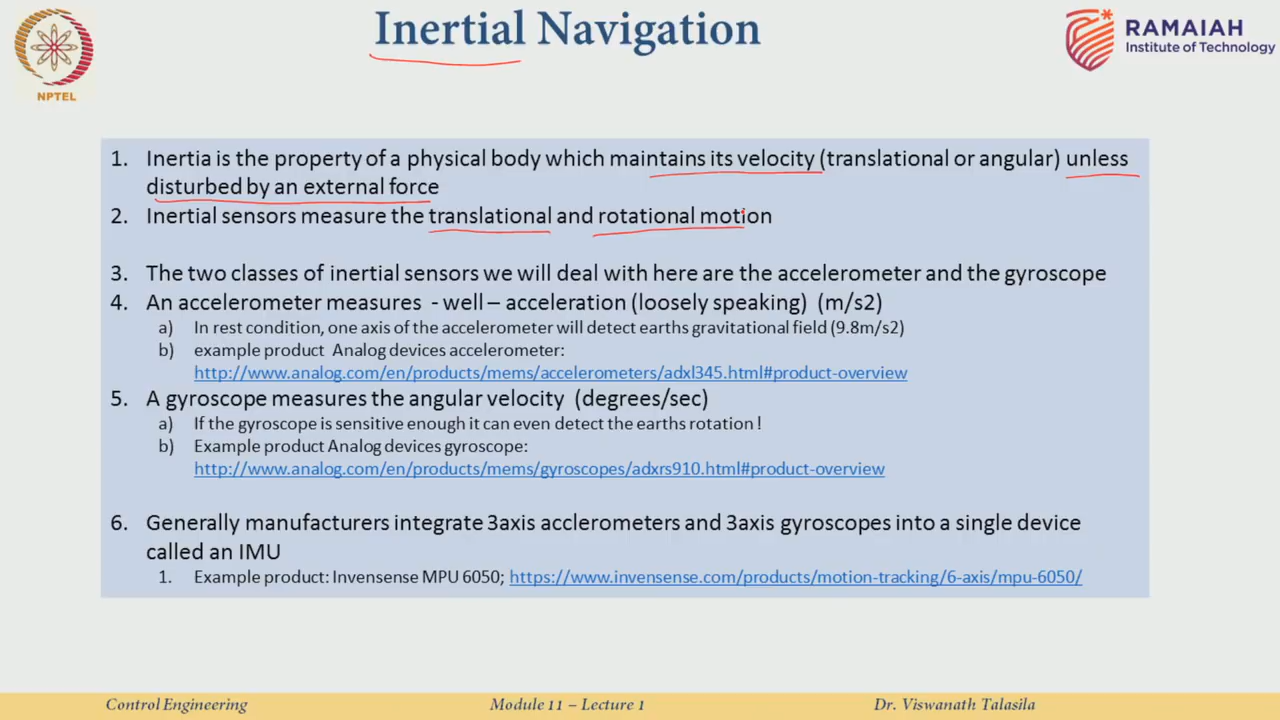 Inertial Navigation
NPTEL
RAMAIAH
Institute of Technology
1. Inertia is the property of a physical body which maintains its velocity (translational or angular) unless
disturbed by an external force
2. Inertial sensors measure the translational and rotational motion
3. The two classes of inertial sensors we will deal with here are the accelerometer and the gyroscope
4. An accelerometer measures - well – acceleration (loosely speaking) (m/s2)
a) In rest condition, one axis of the accelerometer will detect earths gravitational field (9.8m/s2)
b) example product Analog devices accelerometer:
http://www.analog.com/en/products/mems/accelerometers/adxl345.html#product-overview
5. A gyroscope measures the angular velocity (degrees/sec)
a) If the gyroscope is sensitive enough it can even detect the earths rotation !
b) Example product Analog devices gyroscope:
http://www.analog.com/en/products/mems/gyroscopes/adxrs910.html#product-overview
6. Generally manufacturers integrate 3axis acclerometers and 3axis gyroscopes into a single device
called an IMU
1. Example product: Invensense MPU 6050; https://www.invensense.com/products/motion-tracking/6-axis/mpu-6050/
Control Engineering Module 11 – Lecture 1 Dr. Viswanath Talasila